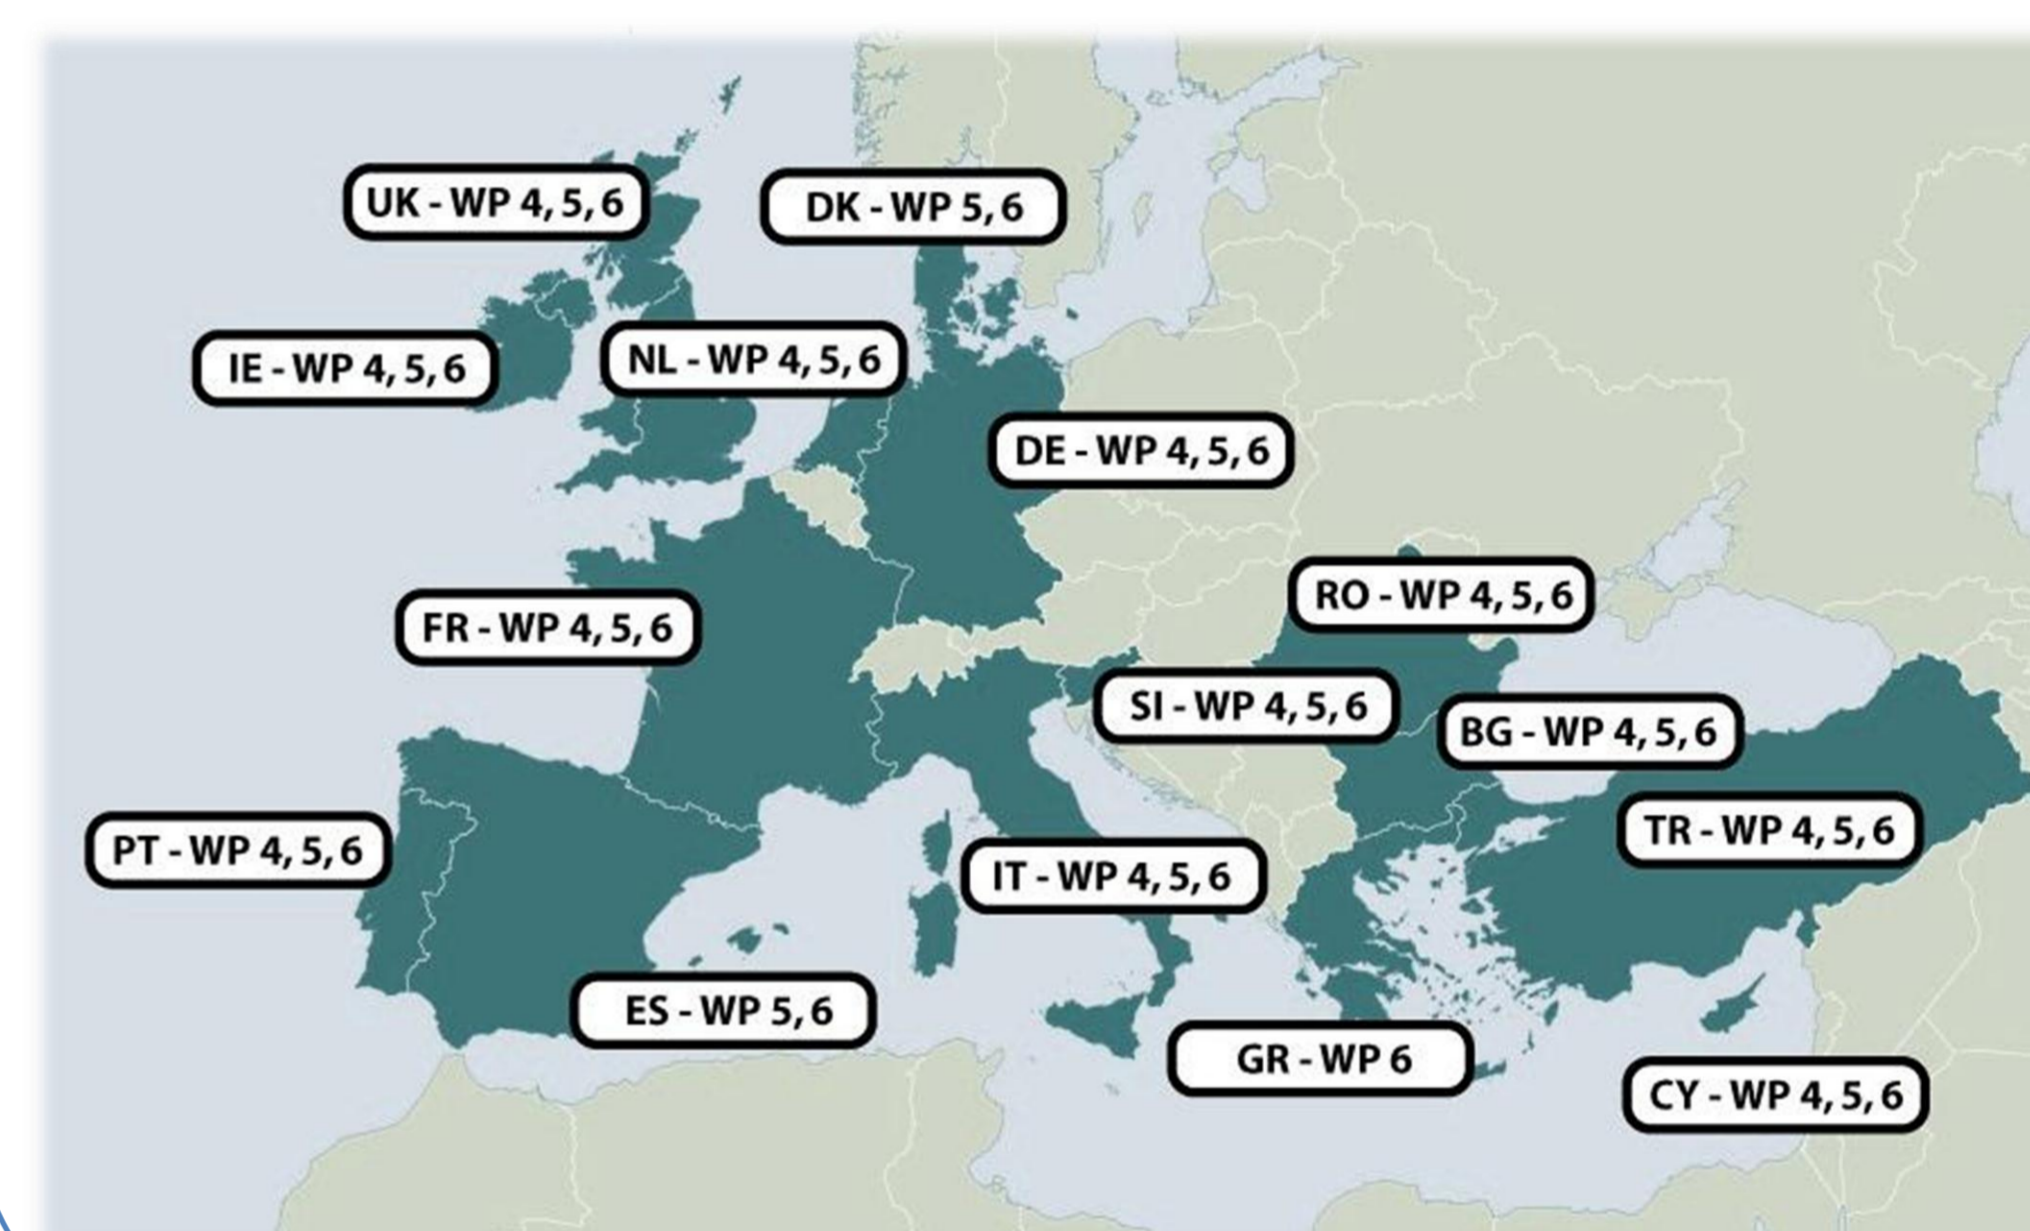 UK - WP 4, 5, 6
DK - WP 5, 6
IE - WP 4, 5, 6
NL - WP 4, 5, 6
DE - WP 4, 5, 6
FR - WP 4, 5, 6
RO - WP 4, 5, 6
SI - WP 4, 5, 6
BG - WP 4, 5, 6
PT - WP 4, 5, 6
IT - WP 4, 5, 6
TR - WP 4, 5, 6
ES - WP 5, 6
GR - WP 6
CY - WP 4, 5, 6